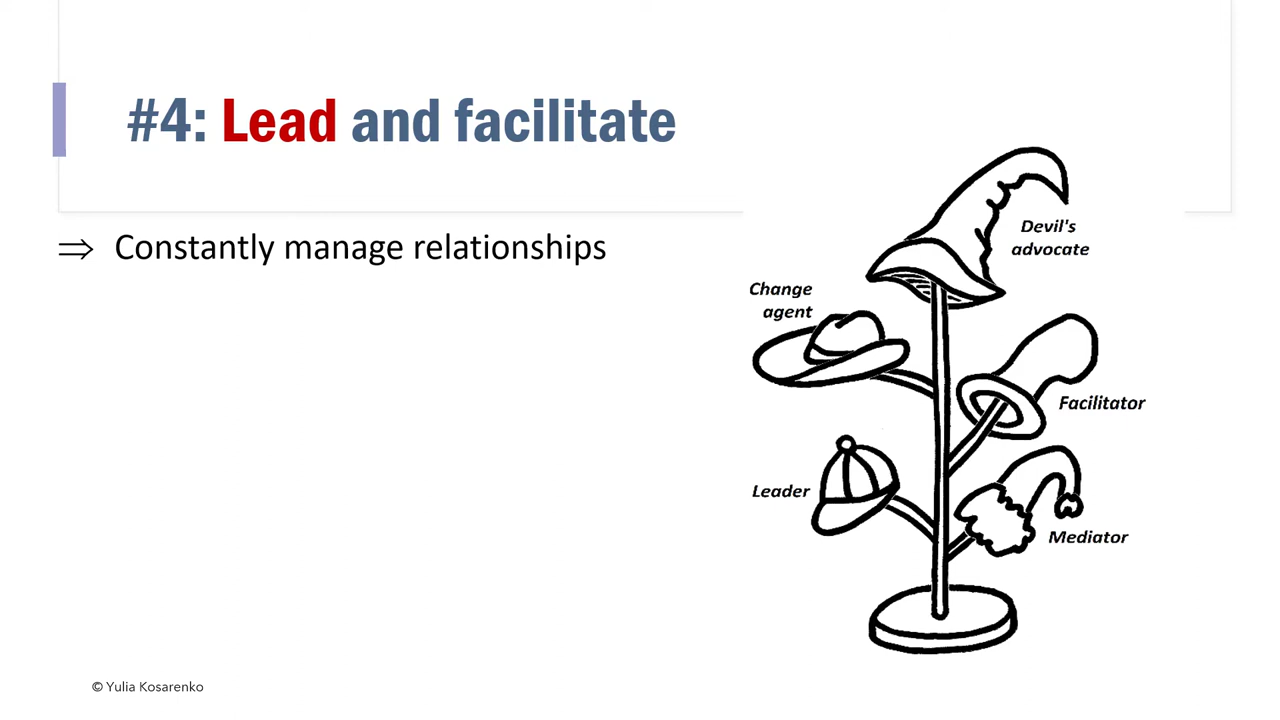 #4: Lead and facilitate
⇒ Constantly manage relationships
Devil's
advocate
Change
agent
Facilitator
Leader
Mediator
© Yulia Kosarenko